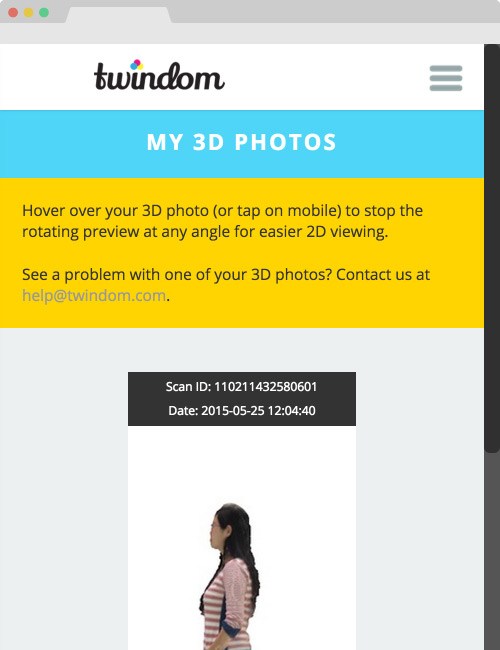 twindom
MY 3D PHOTOS
Hover over your 3D photo (or tap on mobile) to stop the
rotating preview at any angle for easier 2D viewing.
See a problem with one of your 3D photos? Contact us at
help@twindom.com.
Scan ID: 110211432580601
Date: 2015-05-25 12:04:40